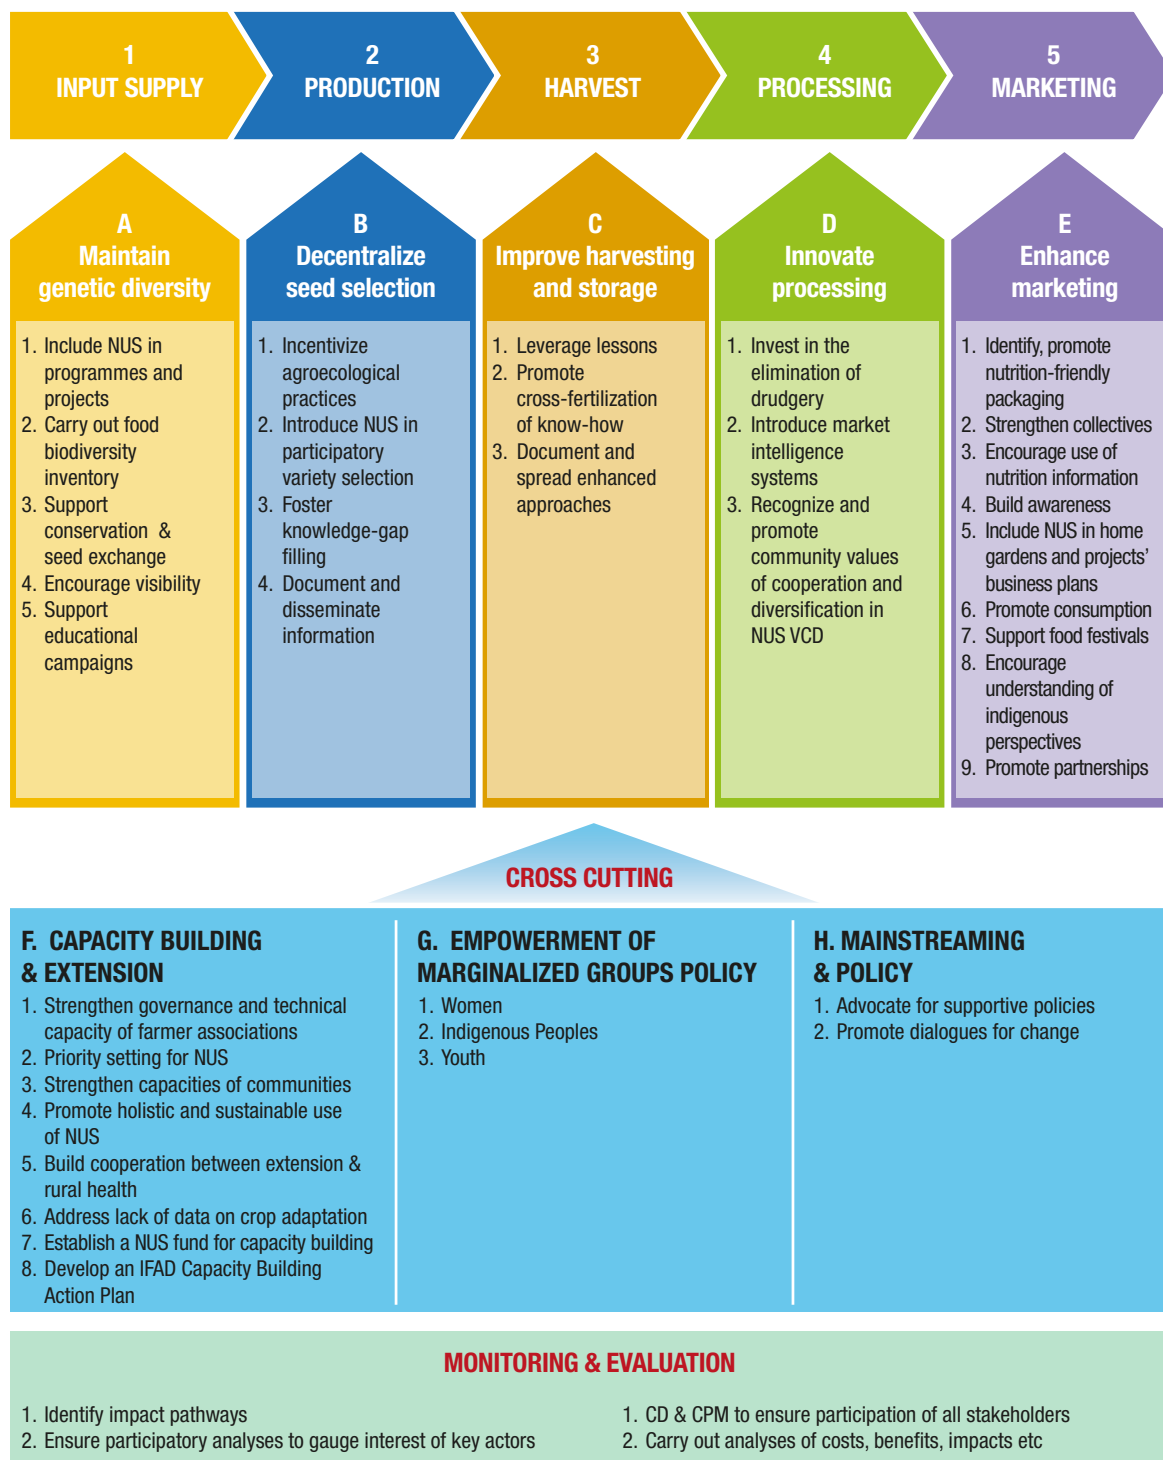 1
INPUT SUPPLY
2
PRODUCTION
3
HARVEST
4
PROCESSING
5
MARKETING
A
Maintain
genetic diversity
1. Include NUS in
programmes and
projects
2. Carry out food
biodiversity
inventory
3. Support
conservation &
seed exchange
4. Encourage visibility
5. Support
educational
campaigns
B
Decentralize
seed selection
1. Incentivize
agroecological
practices
2. Introduce NUS in
participatory
variety selection
3. Foster
knowledge-gap
filling
4. Document and
disseminate
information
C
Improve harvesting
and storage
1. Leverage lessons
2. Promote
cross-fertilization
of know-how
3. Document and
spread enhanced
approaches
D
Innovate
processing
1. Invest in the
elimination of
drudgery
2. Introduce market
intelligence
systems
3. Recognize and
promote
community values
of cooperation and
diversification in
NUS VCD
E
Enhance
marketing
1. Identify, promote
nutrition-friendly
packaging
2. Strengthen collectives
3. Encourage use of
nutrition information
4. Build awareness
5. Include NUS in home
gardens and projects’
business plans
6. Promote consumption
7. Support food festivals
8. Encourage
understanding of
indigenous
perspectives
9. Promote partnerships
CROSS CUTTING
F. CAPACITY BUILDING
& EXTENSION
1. Strengthen governance and technical
capacity of farmer associations
2. Priority setting for NUS
3. Strengthen capacities of communities
4. Promote holistic and sustainable use
of NUS
5. Build cooperation between extension &
rural health
6. Address lack of data on crop adaptation
7. Establish a NUS fund for capacity building
8. Develop an IFAD Capacity Building
Action Plan
G. EMPOWERMENT OF
MARGINALIZED GROUPS POLICY
1. Women
2. Indigenous Peoples
3. Youth
H. MAINSTREAMING
& POLICY
1. Advocate for supportive policies
2. Promote dialogues for change
MONITORING & EVALUATION
1. Identify impact pathways
2. Ensure participatory analyses to gauge interest of key actors
1. CD & CPM to ensure participation of all stakeholders
2. Carry out analyses of costs, benefits, impacts etc